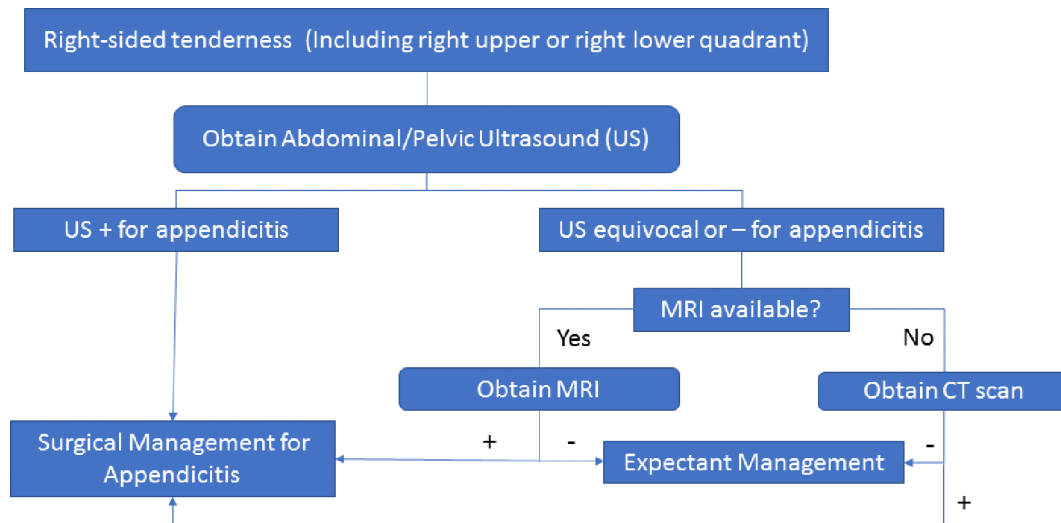 Right-sided tenderness (Including right upper or right lower quadrant)
Obtain Abdominal/Pelvic Ultrasound (US)
US + for appendicitis
US equivocal or – for appendicitis
MRI available?
Yes
No
Obtain MRI
Obtain CT scan
Surgical Management for
Appendicitis
+
-
Expectant Management
-
+